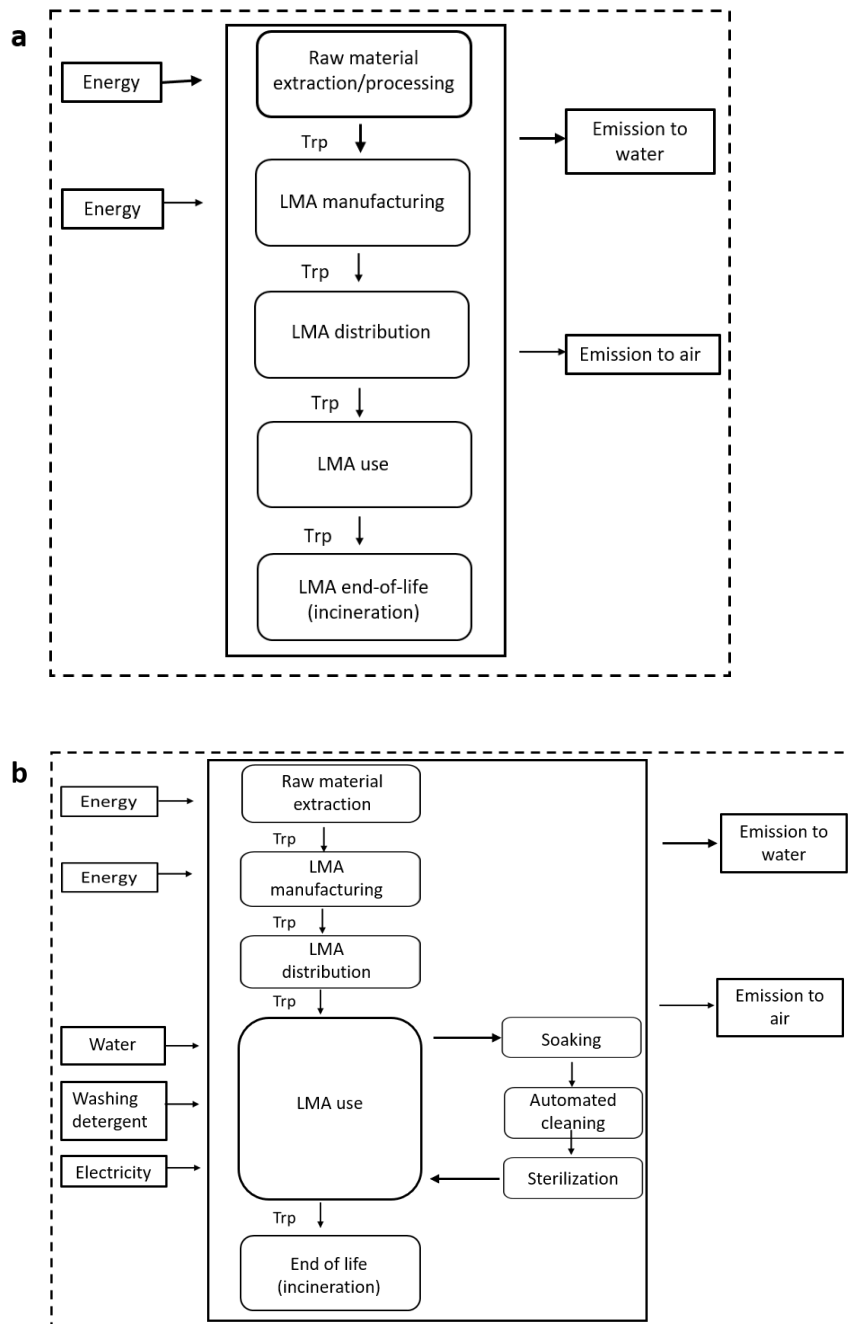 a
Energy
Raw material
extraction/processing
Trp
Emission to
water
Energy
LMA manufacturing
Trp
LMA distribution
Emission to air
Trp
LMA use
Trp
LMA end-of-life
(incineration)
b
Energy
Raw material
extraction
Trp
Emission to
water
Energy
LMA
manufacturing
Trp
LMA
distribution
Trp
Emission to
air
Water
Washing
detergent
Electricity
LMA use
Soaking
Automated
cleaning
Sterilization
Trp
End of life
(incineration)